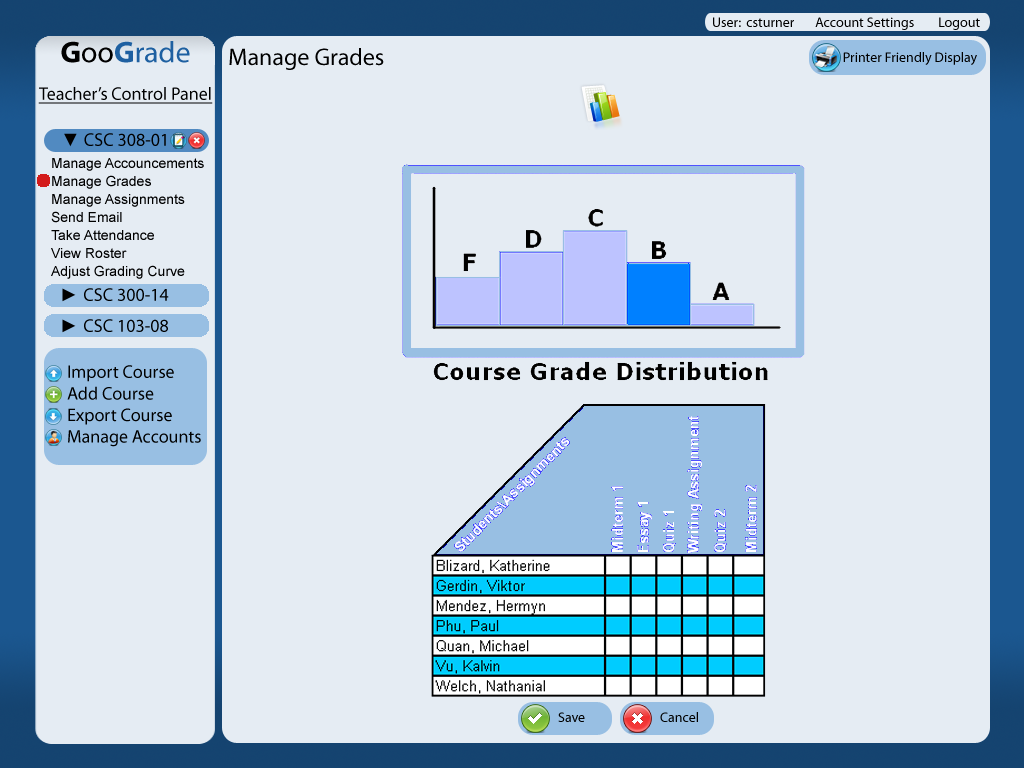 User: csturner Account Settings Logout
GooGrade
Teacher's Control Panel
▼ CSC 308-01
Manage Accouncements
Manage Grades
Manage Assignments
Send Email
Take Attendance
View Roster
Adjust Grading Curve
► CSC 300-14
► CSC 103-08
Import Course
Add Course
Export Course
Manage Accounts
Manage Grades
Printer Friendly Display
F
D
C
B
A
Course Grade Distribution
Students\Assignments
Midterm 1
Essay 1
Quiz 1
Writing Assignment
Quiz 2
Midterm 2
Blizard, Katherine
Gerdin, Viktor
Mendez, Hermyn
Phu, Paul
Quan, Michael
Vu, Kalvin
Welch, Nathanial
Save
Cancel